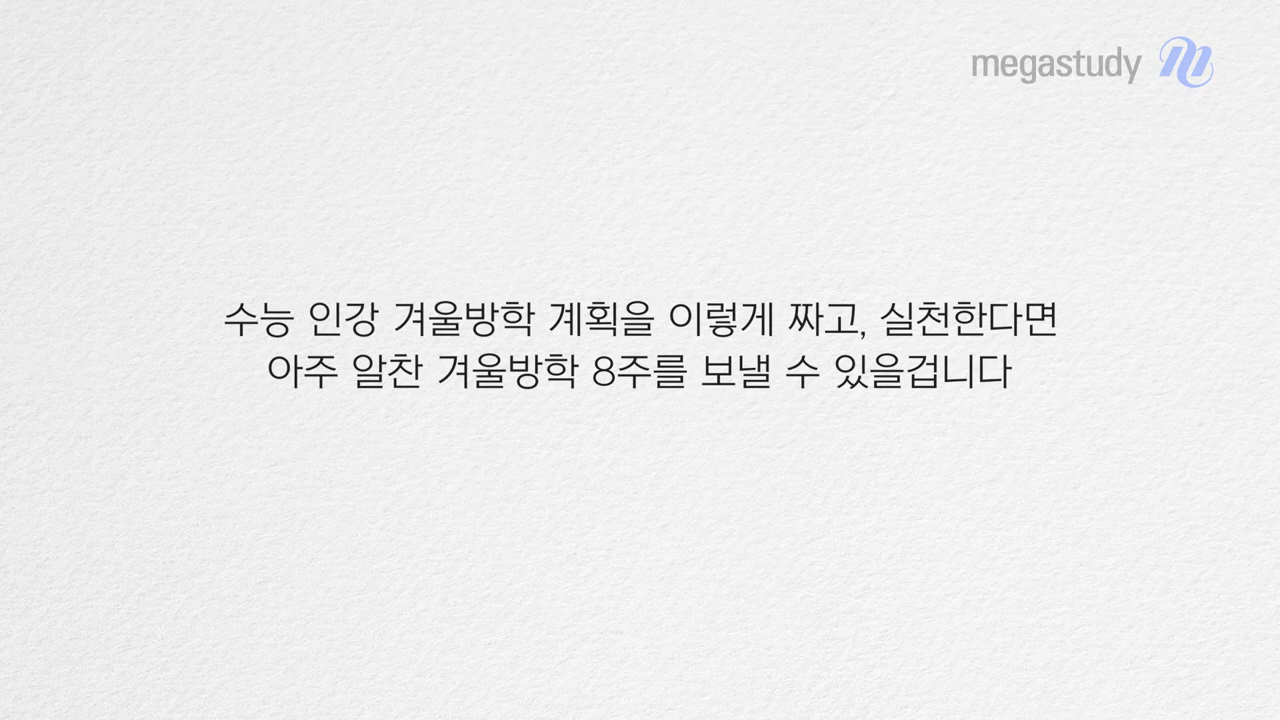 megastudy
수능 인강 겨울방학 계획을 이렇게 짜고, 실천한다면
아주 알찬 겨울방학 8주를 보낼 수 있을겁니다